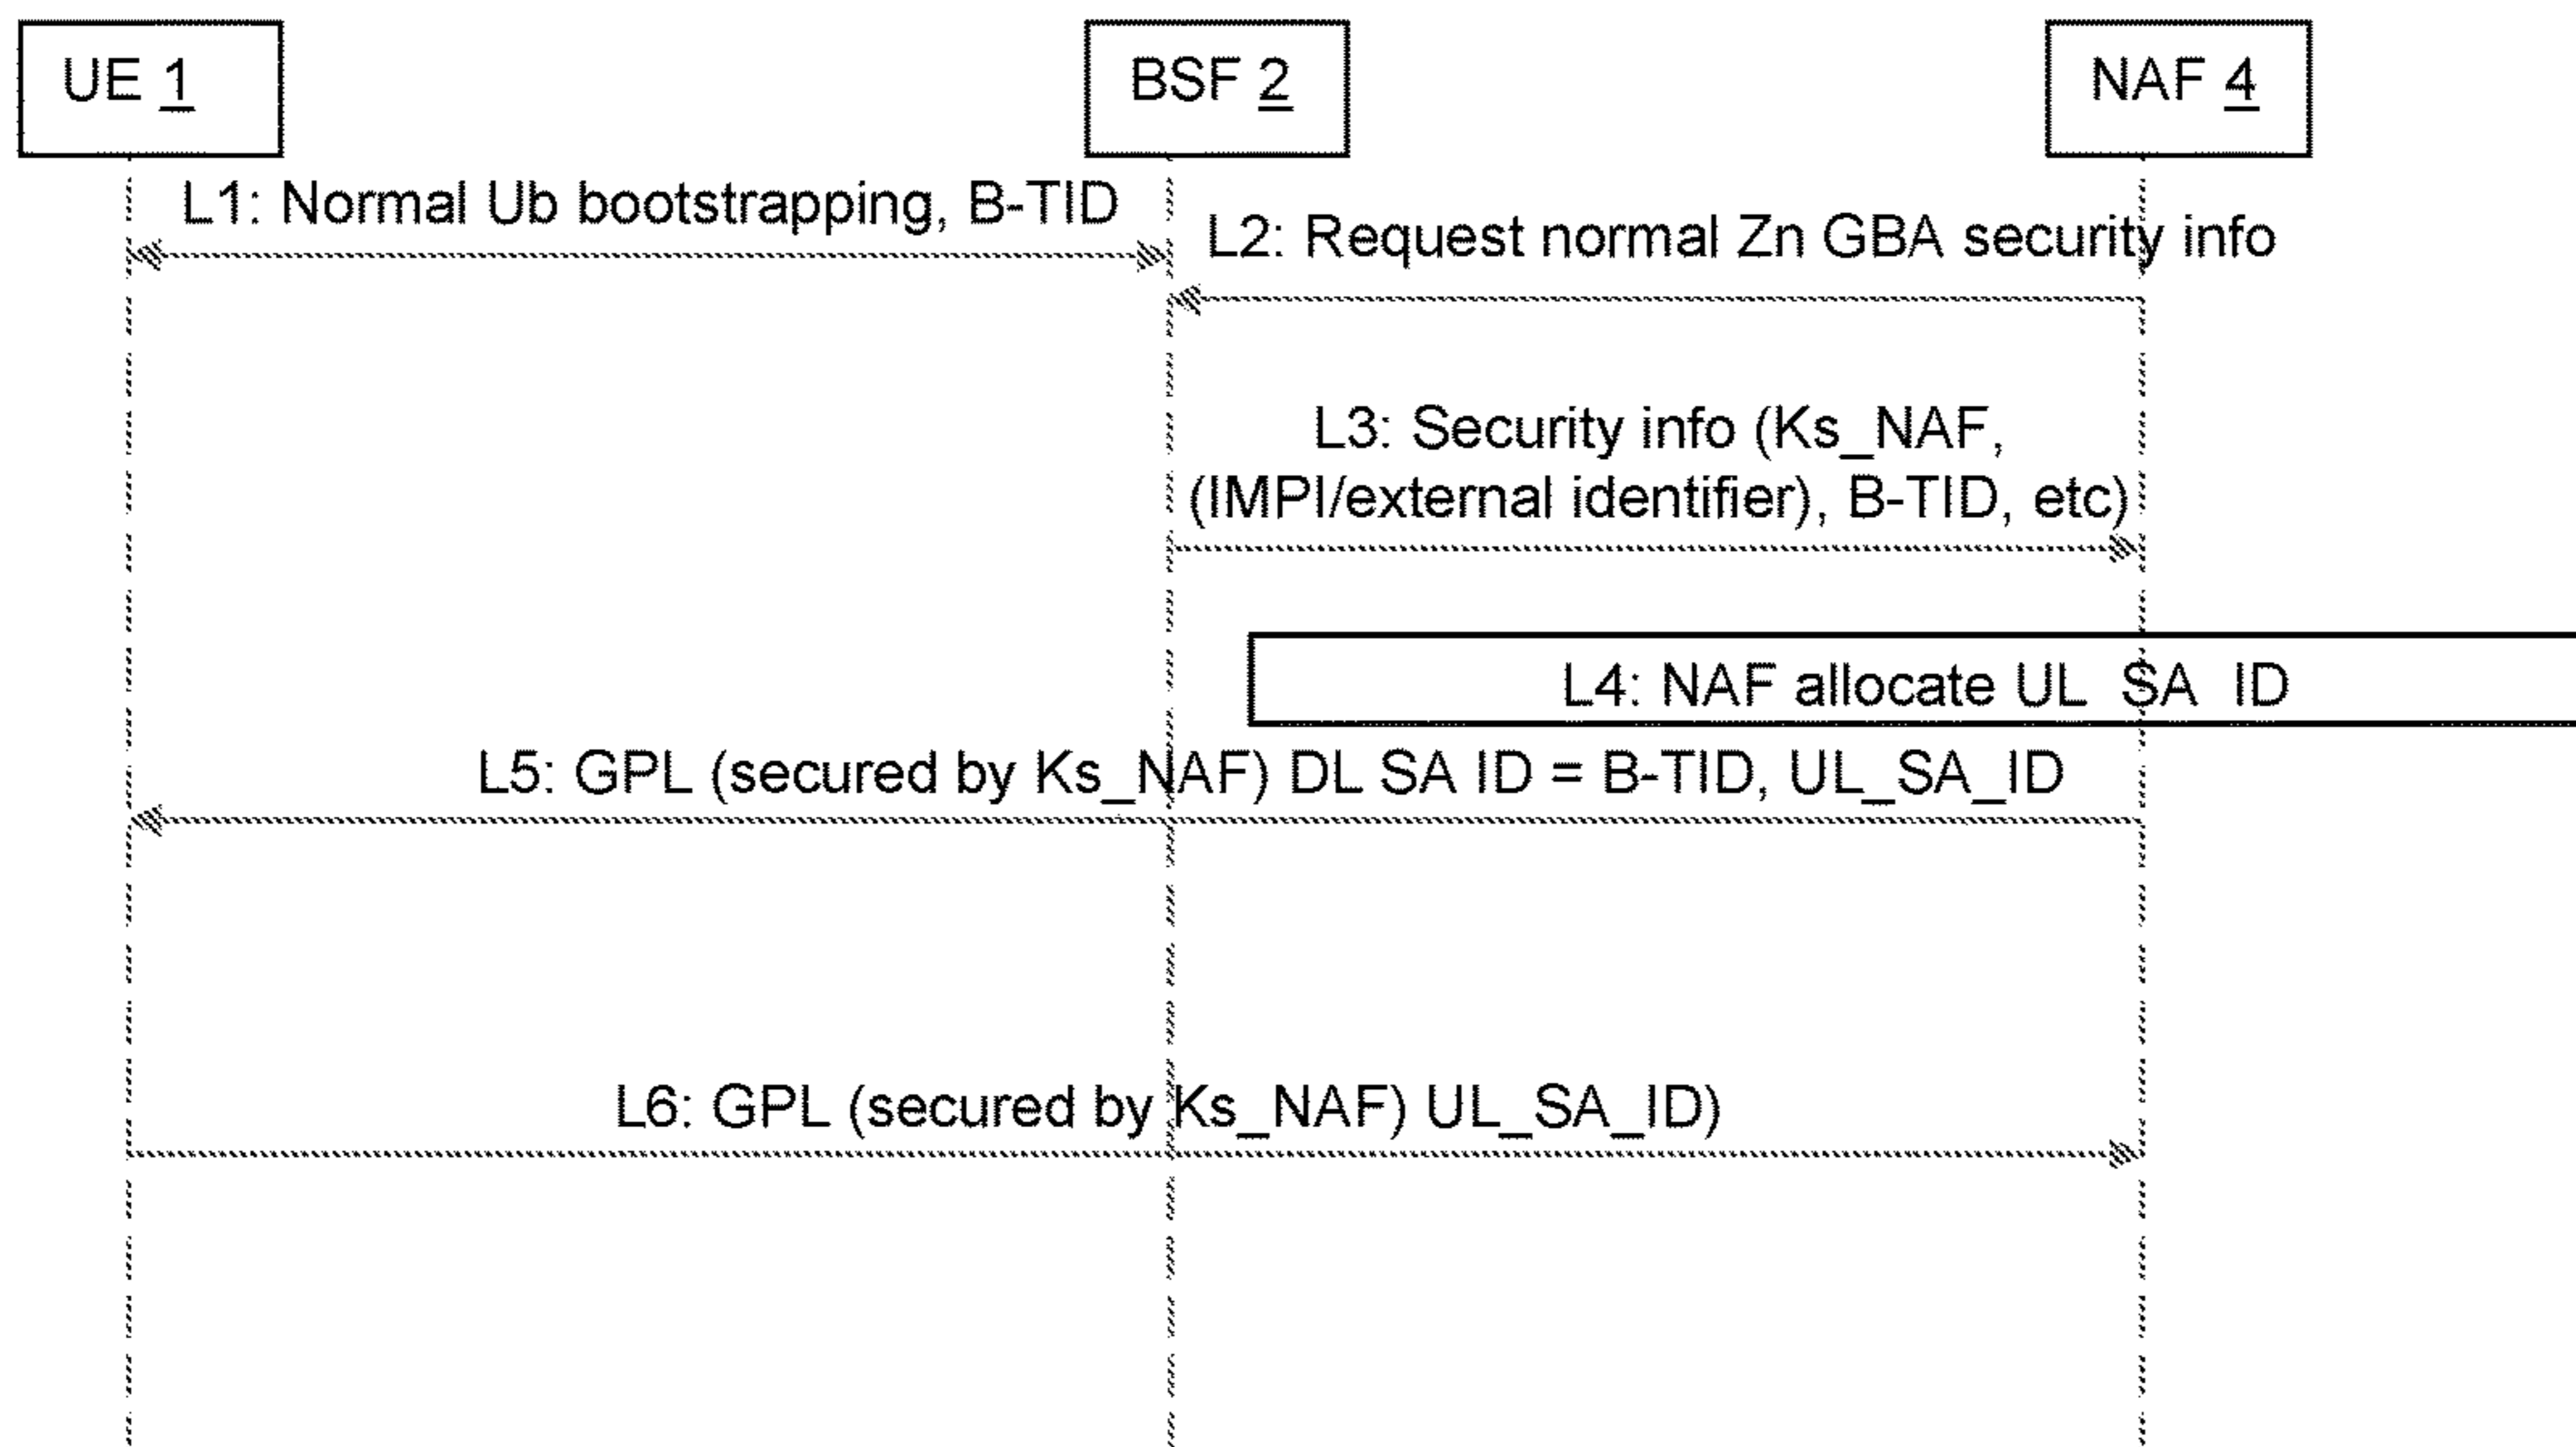 UE 1
BSF 2
NAF 4
L1: Normal Ub bootstrapping, B-TID
L2: Request normal Zn GBA security info
L3: Security info (Ks_NAF,
(IMPI/external identifier), B-TID, etc)
L4: NAF allocate UL_SA_ID
L5: GPL (secured by Ks_NAF) DL SA ID = B-TID, UL_SA_ID
L6: GPL (secured by Ks_NAF) UL_SA_ID)